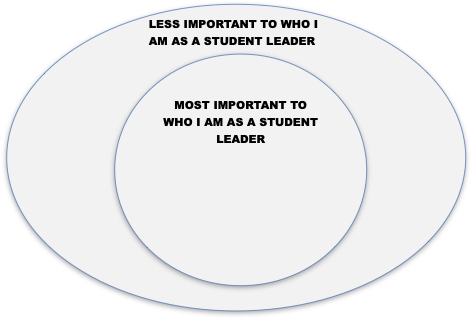 LESS IMPORTANT TO WHO I
AM AS A STUDENT LEADER
MOST IMPORTANT TO
WHO I AM AS A STUDENT
LEADER